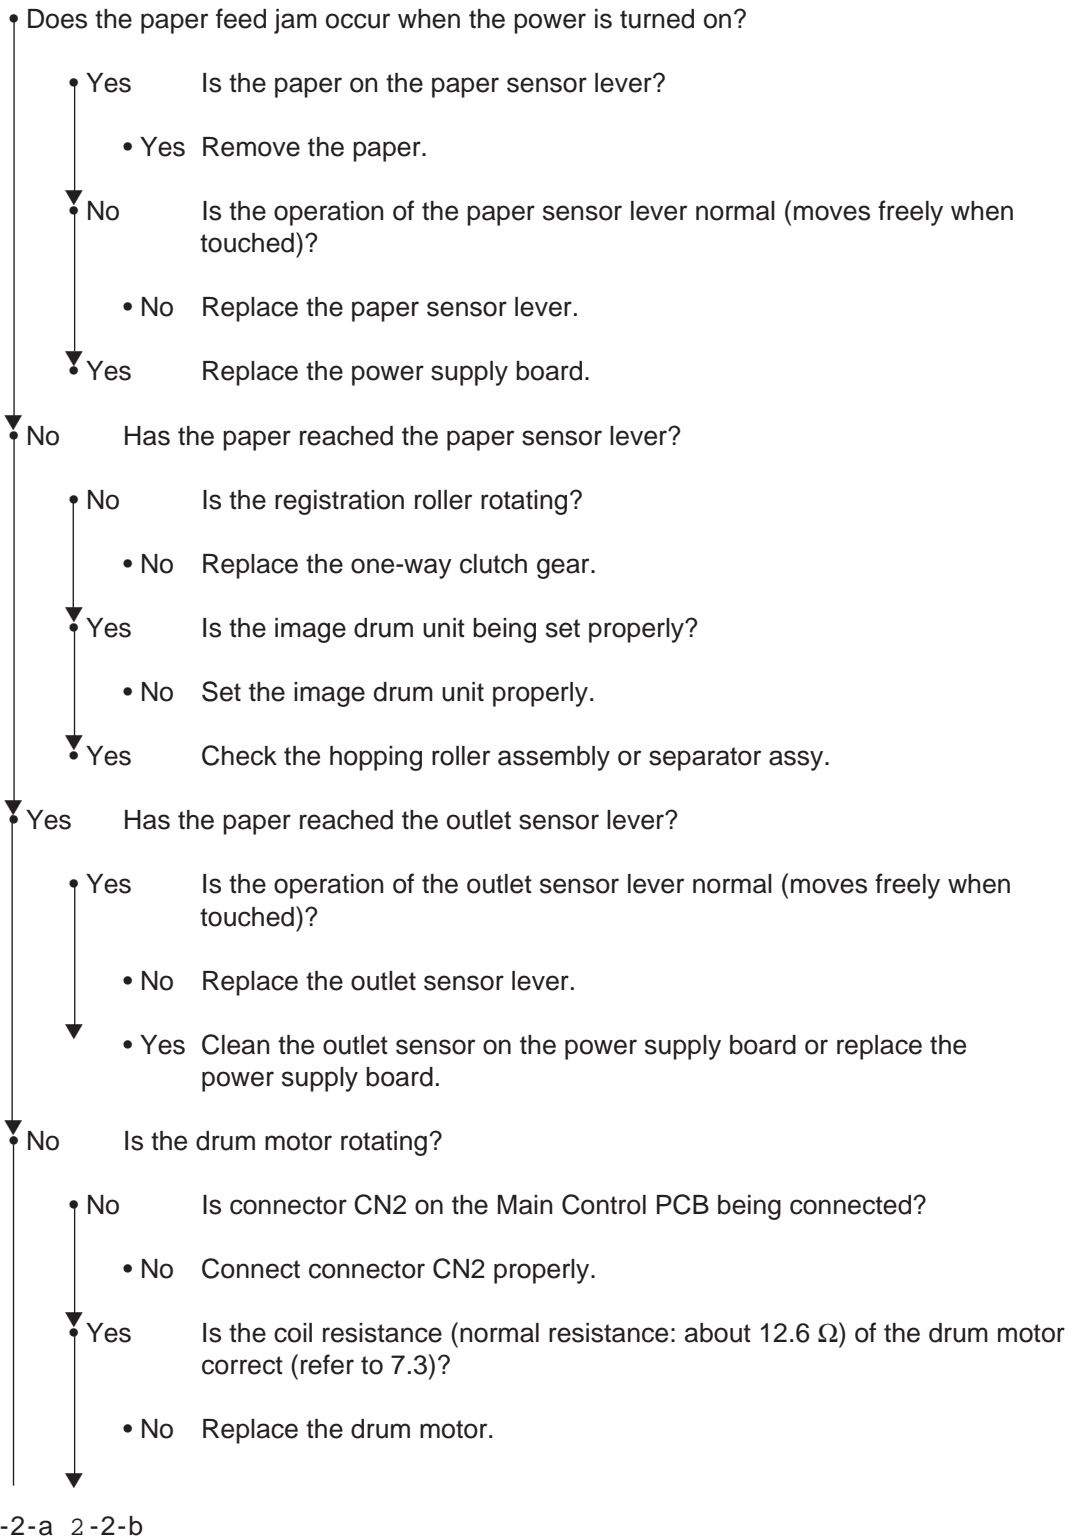 • Does the paper feed jam occur when the power is turned on?
• Yes Is the paper on the paper sensor lever?
• Yes Remove the paper.
• No Is the operation of the paper sensor lever normal (moves freely when
touched)?
• No Replace the paper sensor lever.
• Yes Replace the power supply board.
• No Has the paper reached the paper sensor lever?
• No Is the registration roller rotating?
• No Replace the one-way clutch gear.
• Yes Is the image drum unit being set properly?
• No Set the image drum unit properly.
• Yes Check the hopping roller assembly or separator assy.
• Yes Has the paper reached the outlet sensor lever?
• Yes Is the operation of the outlet sensor lever normal (moves freely when
touched)?
• No Replace the outlet sensor lever.
• Yes Clean the outlet sensor on the power supply board or replace the
power supply board.
• No Is the drum motor rotating?
• No Is connector CN2 on the Main Control PCB being connected?
• No Connect connector CN2 properly.
• Yes Is the coil resistance (normal resistance: about 12.6 Ω) of the drum motor
correct (refer to 7.3)?
• No Replace the drum motor.
-2-a 2-2-b